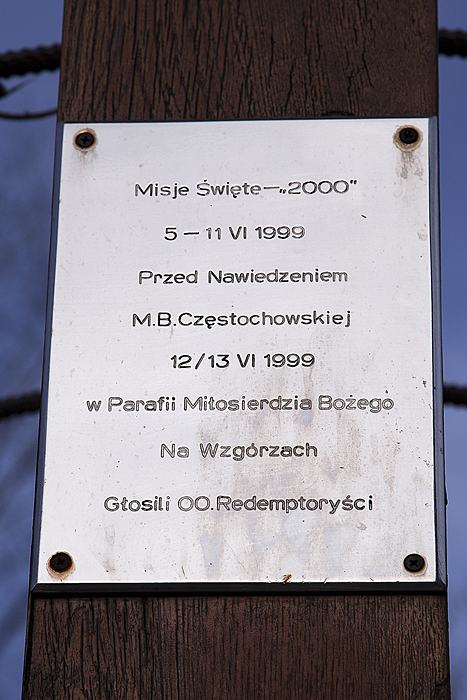 Misje Święte—„2000"
5 – 11 VI 1999
Przed Nawiedzeniem
M.B.Częstochowskiej
12/13 VI 1999
w Parafii Miłosierdzia Bożego
Na Wzgórzach
Głosili OO.Redemptoryści